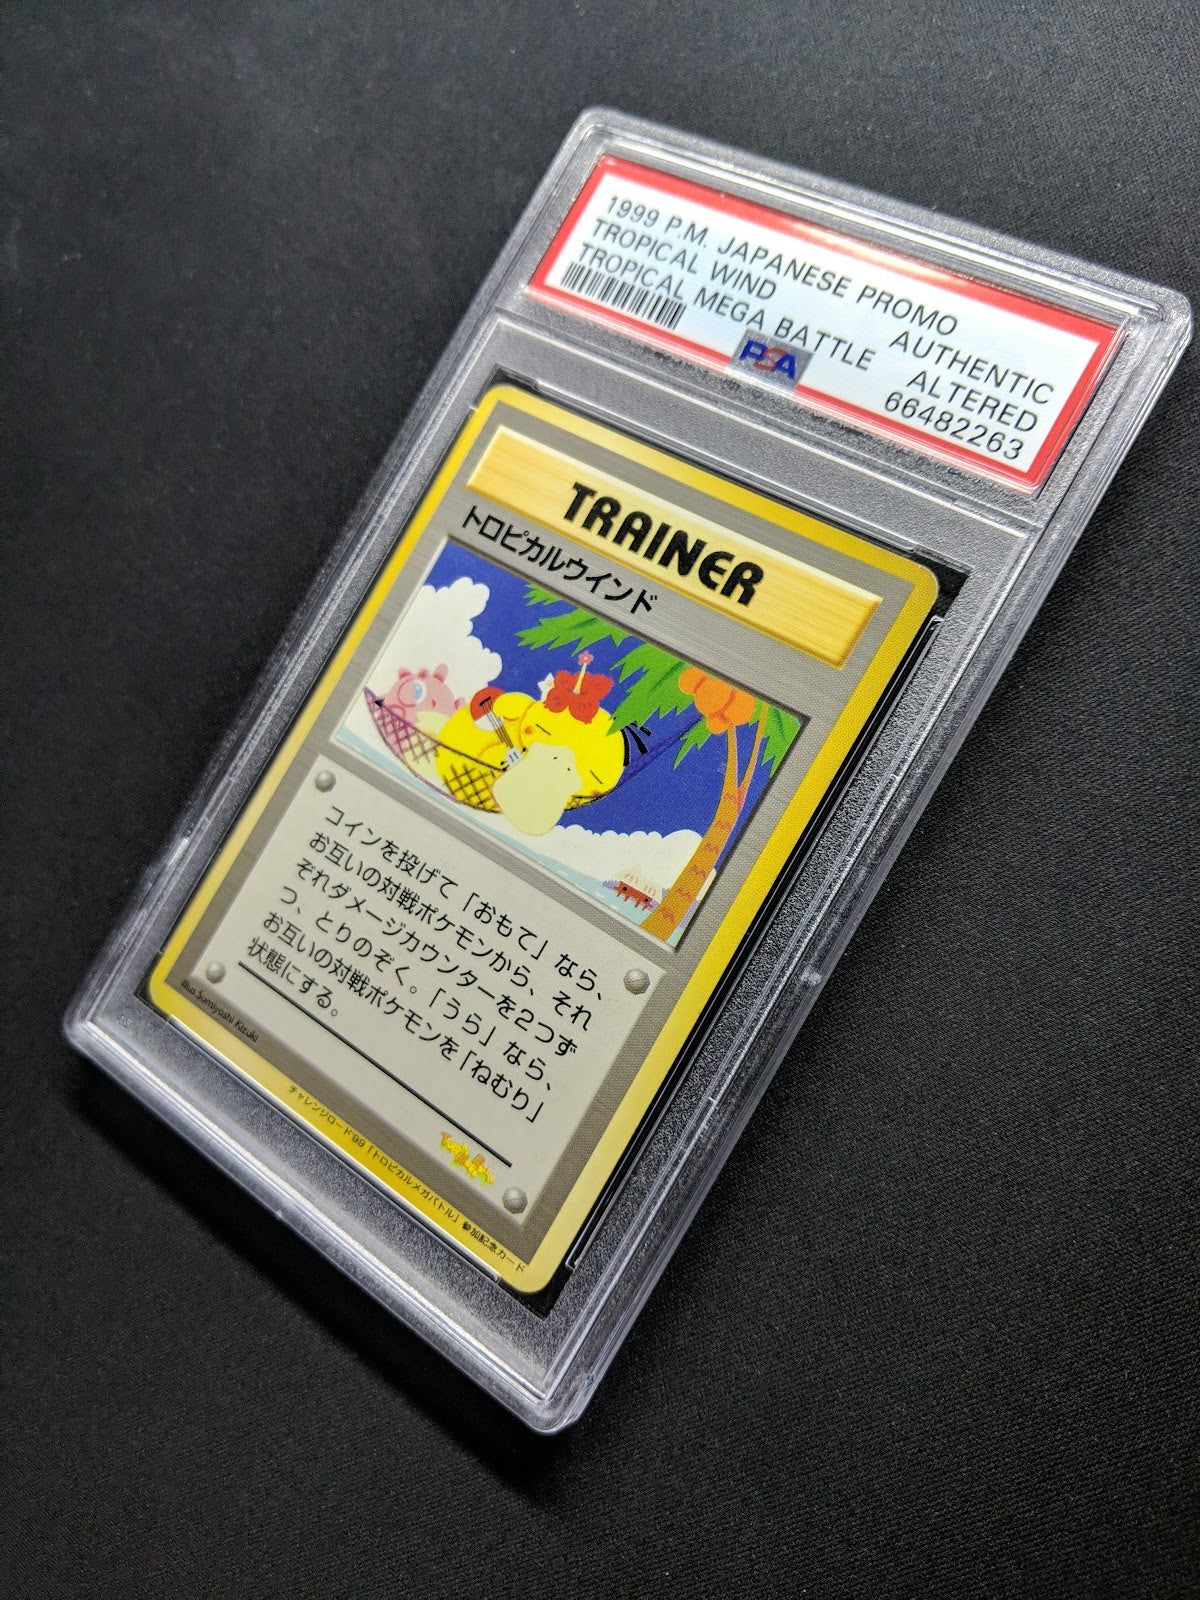 1999 P.M. JAPANESE PROMO
TROPICAL WIND AUTHENTIC
TROPICAL MEGA BATTLE ALTERED
PSA 66482263
TRAINER
トロピカルウインド
コインを投げて「おもて」なら、
お互いの対戦ポケモンから、それ
ぞれダメージカウンターを2つず
つ、とりのぞく。「うら」なら、
お互いの対戦ポケモンを「ねむり」
状態にする。
Illus. Sumiyoshi Kizuki
チャレンジロード'99「トロピカルメガバトル」参加記念カード